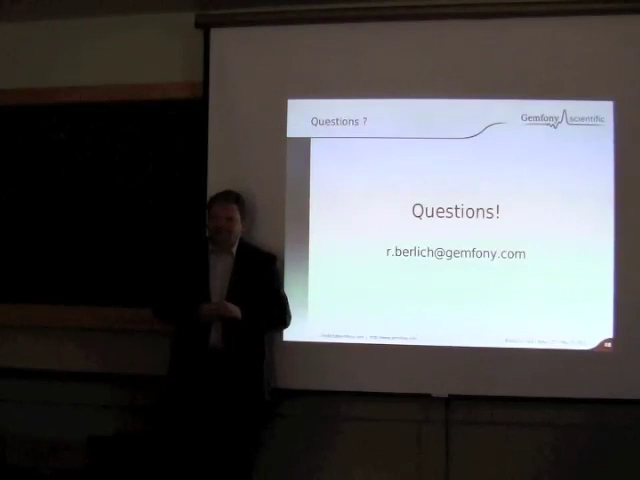 Questions ?
Gemfony scientific
Questions!
r.berlich@gemfony.com